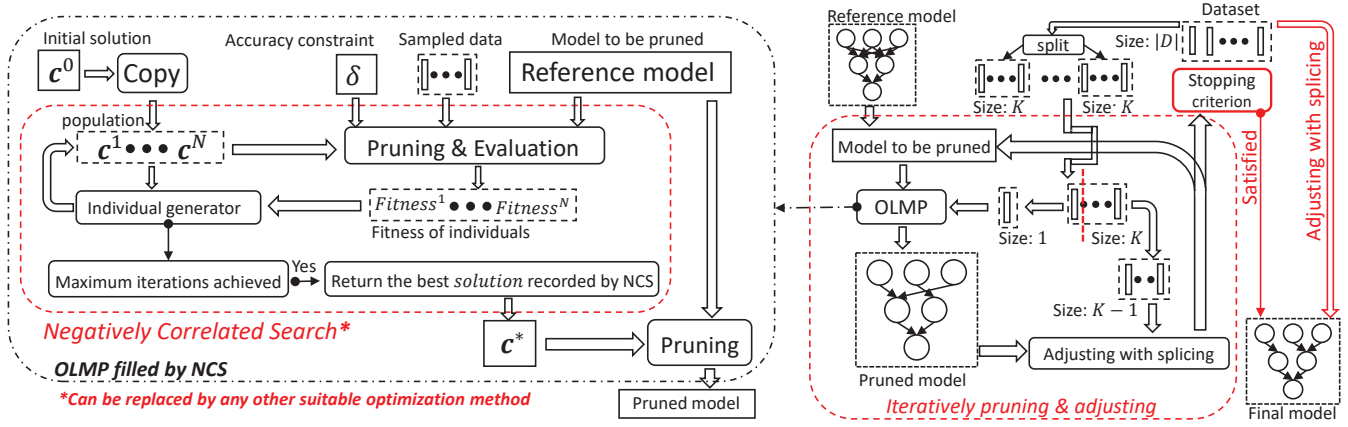 Initial solution
c⁰
Copy
Accuracy constraint
δ
Sampled data
Model to be pruned
Reference model
population
c¹ ••• cᴺ
Pruning & Evaluation
Individual generator
Fitness¹ ••• Fitnessᴺ
Fitness of individuals
Maximum iterations achieved
Yes
Return the best solution recorded by NCS
Negatively Correlated Search*
c*
Pruning
OLMP filled by NCS
*Can be replaced by any other suitable optimization method
Pruned model
Reference model
Dataset
Size: |D|
split
Size: K
Size: K
Stopping
criterion
Model to be pruned
OLMP
Size: 1
Size: K
Size: K − 1
Pruned model
Adjusting with splicing
Iteratively pruning & adjusting
Satisfied
Adjusting with splicing
Final model